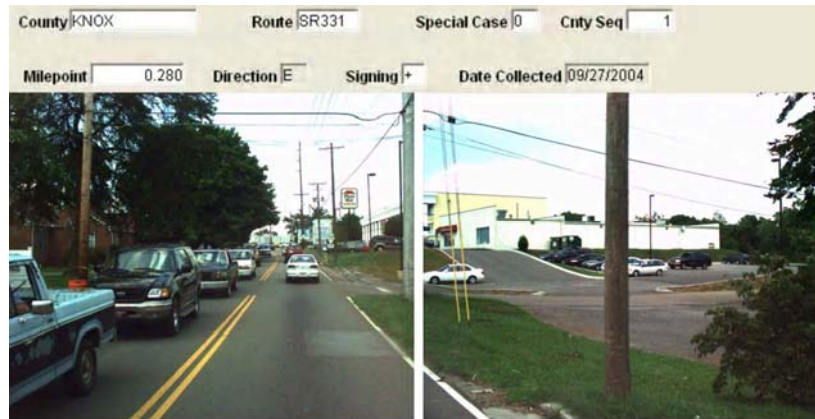 County KNOX Route SR331 Special Case 0 Cnty Seq 1
Milepoint 0.280 Direction E Signing + Date Collected 09/27/2004